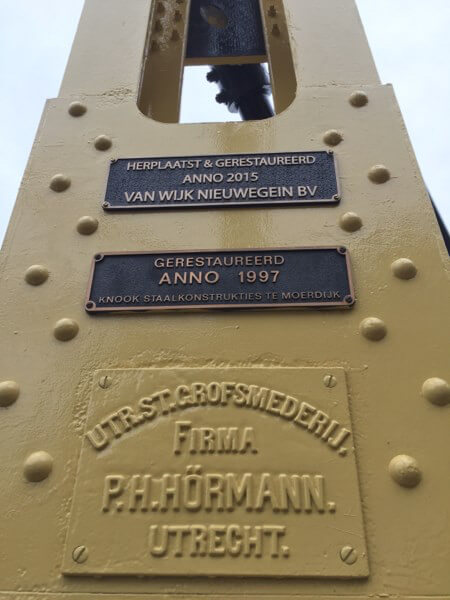 HERPLAATST & GERESTAUREERD
ANNO 2015
VAN WIJK NIEUWEGEIN BV
GERESTAUREERD
ANNO 1997
KNOOK STAALKONSTRUKTIES TE MOERDIJK
UTR.ST.GROFSMEDERIJ.
FIRMA
P.H.HÖRMANN.
UTRECHT.